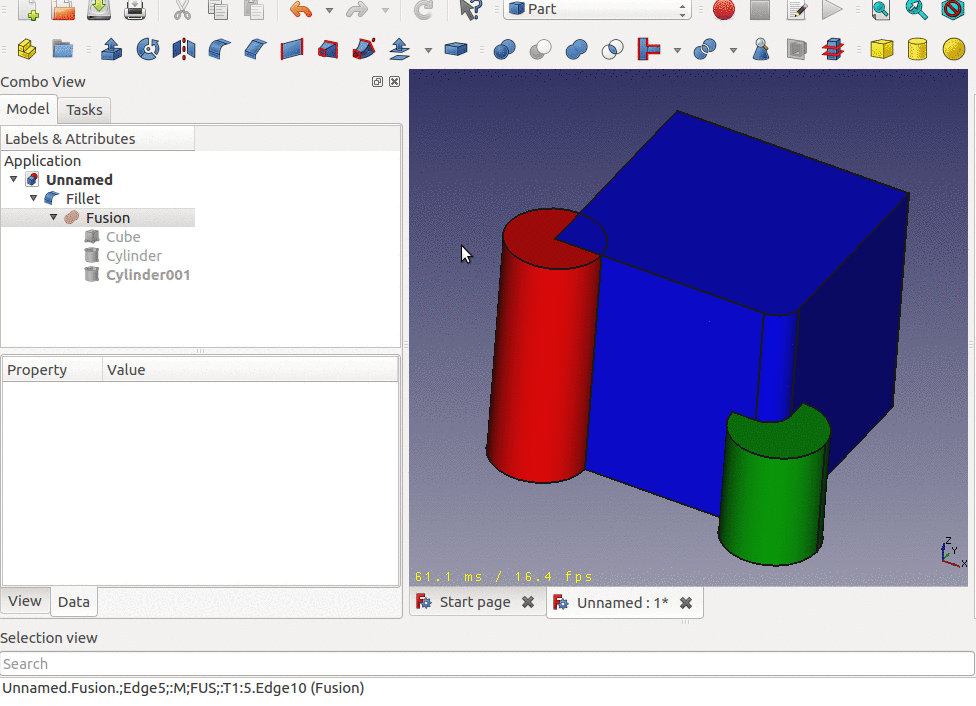 Part
Combo View
Model Tasks
Labels & Attributes
Application
Unnamed
Fillet
Fusion
Cube
Cylinder
Cylinder001
Property Value
61.1 ms / 16.4 fps
Z
Y
X
View Data
Start page Unnamed : 1*
Selection view
Search
Unnamed.Fusion.;Edge5;:M;FUS;:T1:5.Edge10 (Fusion)